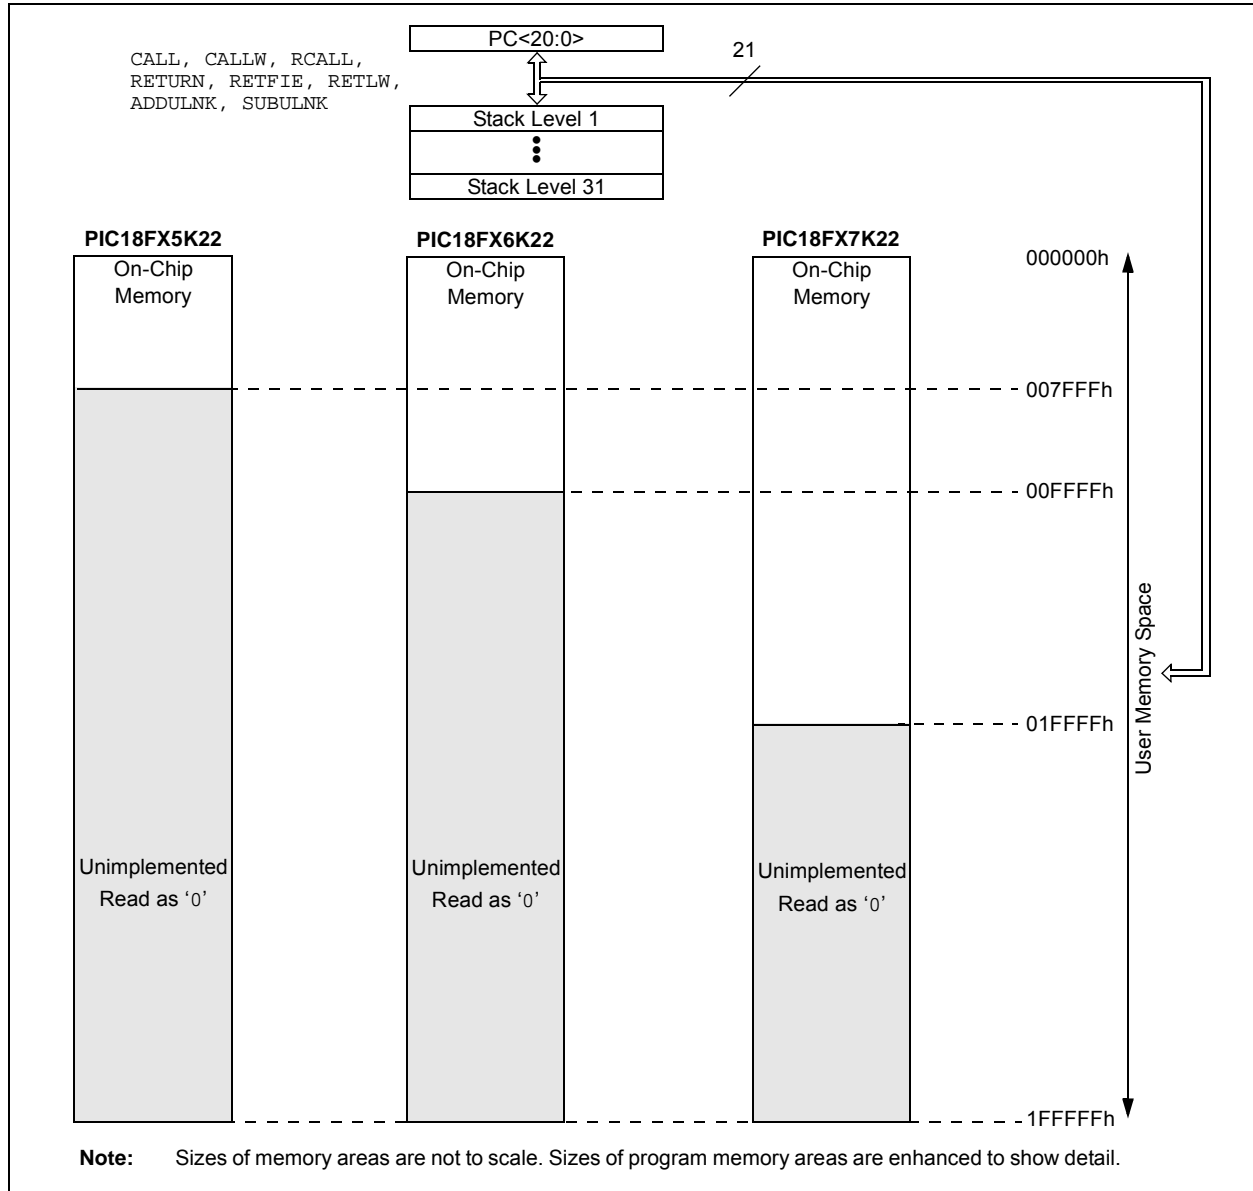 PC<20:0>
21
CALL, CALLW, RCALL,
RETURN, RETFIE, RETLW,
ADDULNK, SUBULNK
Stack Level 1
Stack Level 31
PIC18FX5K22
PIC18FX6K22
PIC18FX7K22
On-Chip
Memory
On-Chip
Memory
On-Chip
Memory
000000h
007FFFh
00FFFFh
01FFFFh
User Memory Space
Unimplemented
Read as ‘0’
Unimplemented
Read as ‘0’
Unimplemented
Read as ‘0’
1FFFFFh
Note: Sizes of memory areas are not to scale. Sizes of program memory areas are enhanced to show detail.